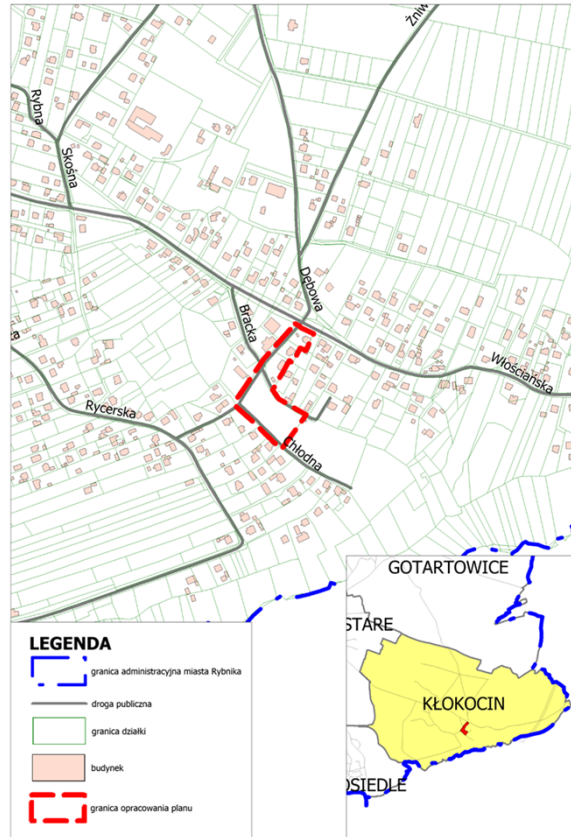 Żniw
Rybna
Skośna
Dębowa
Bracka
Włościańska
Rycerska
Chłodna
GOTARTOWICE
STARE
KŁOKOCIN
OSIEDLE
LEGENDA
granica administracyjna miasta Rybnika
droga publiczna
granica działki
budynek
granica opracowania planu